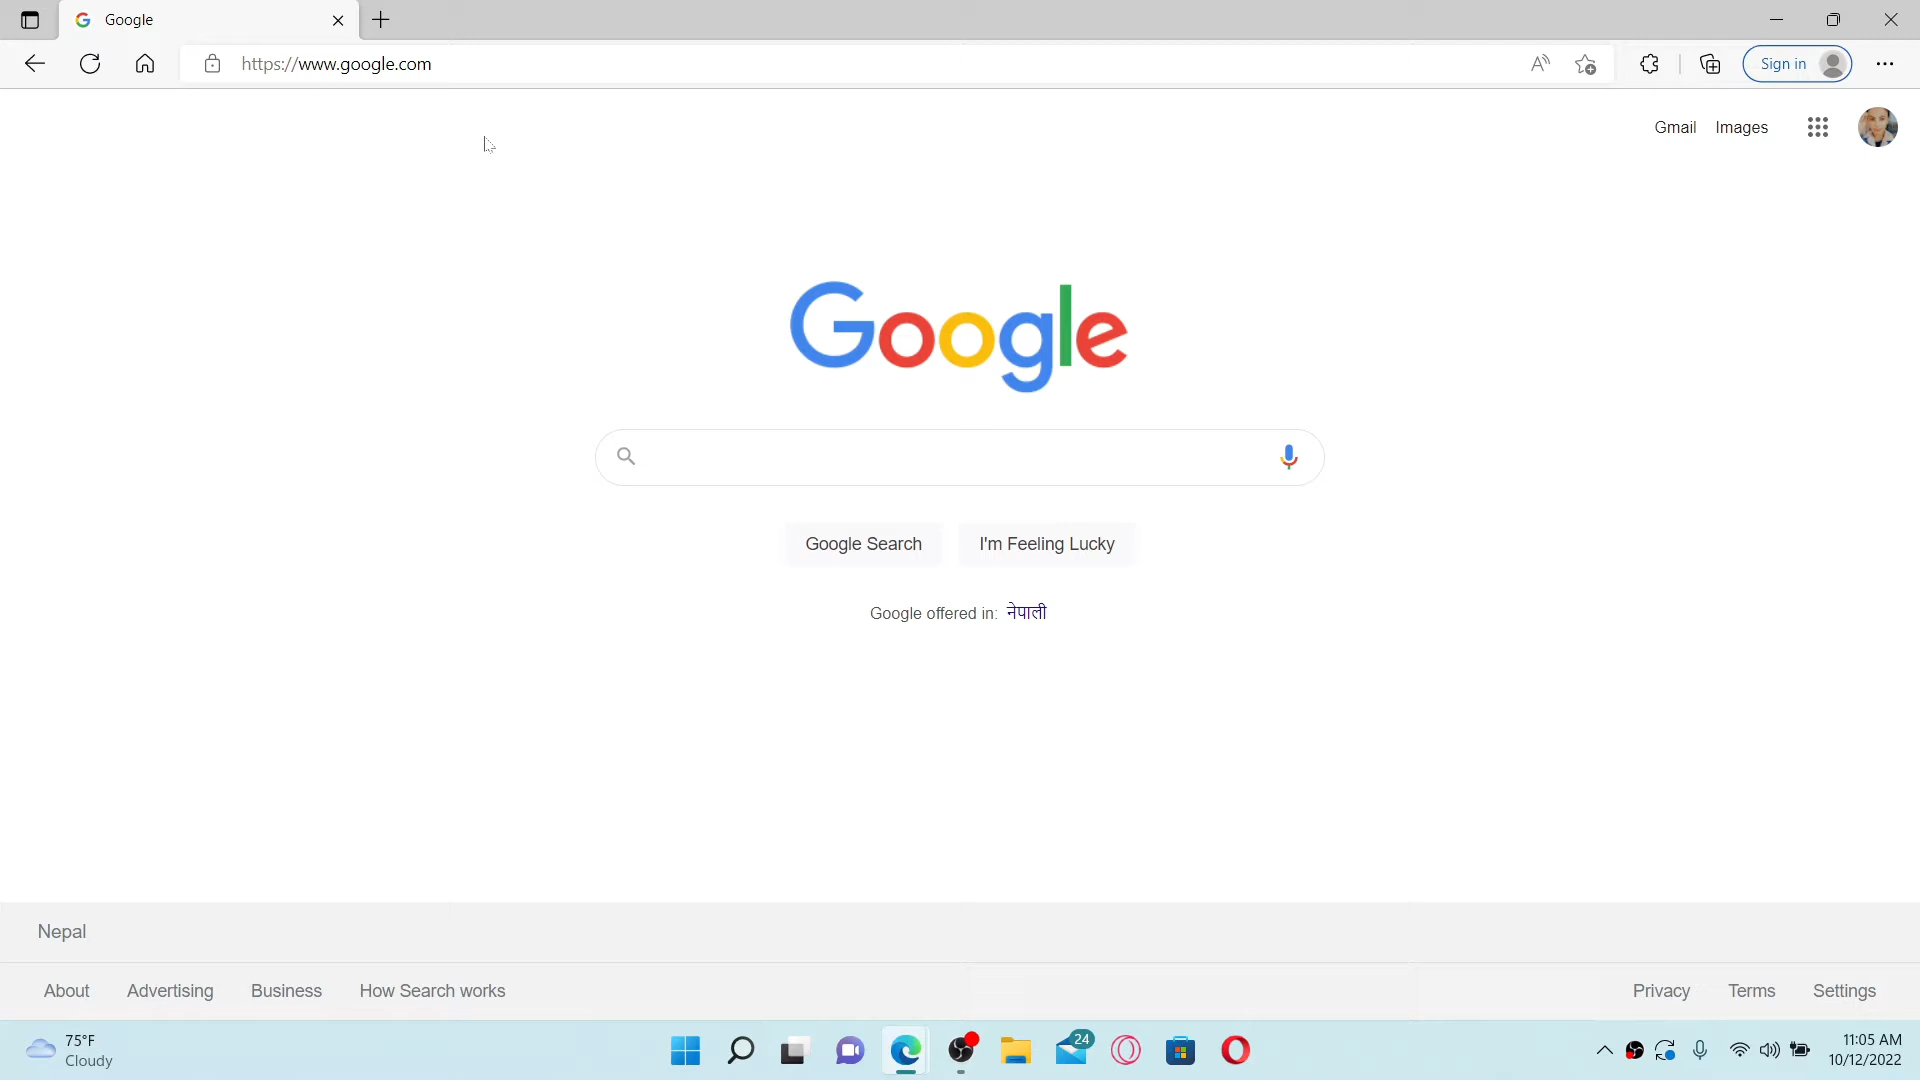 Google
https://www.google.com
Sign in
Gmail Images
Google
Google Search I'm Feeling Lucky
Google offered in: नेपाली
Nepal
About Advertising Business How Search works Privacy Terms Settings
75°F
Cloudy
24
11:05 AM
10/12/2022